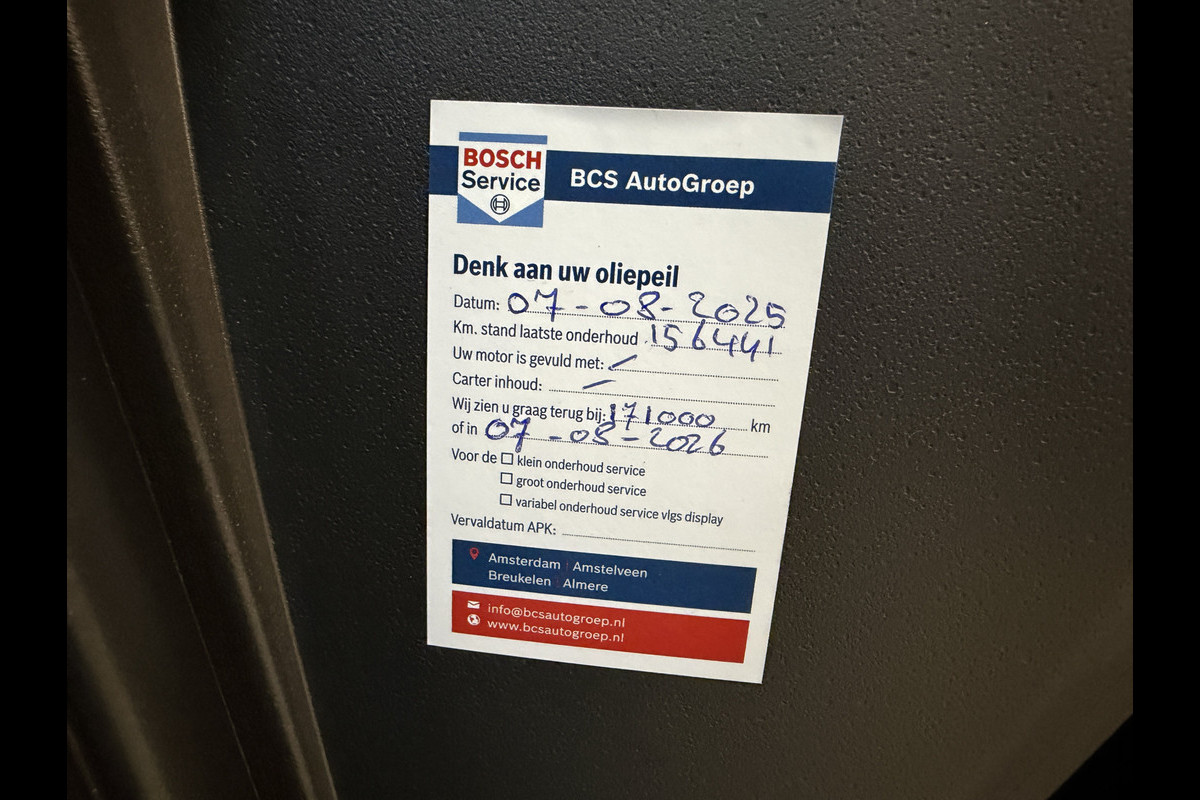 BOSCH
Service
BCS AutoGroep
Denk aan uw oliepeil
Datum: 07-08-2025
Km. stand laatste onderhoud 156441
Uw motor is gevuld met: /
Carter inhoud: /
Wij zien u graag terug bij: 171000 km
of in 07-08-2026
Voor de □ klein onderhoud service
□ groot onderhoud service
□ variabel onderhoud service vlgs display
Vervaldatum APK:
Amsterdam | Amstelveen
Breukelen | Almere
info@bcsautogroep.nl
www.bcsautogroep.nl